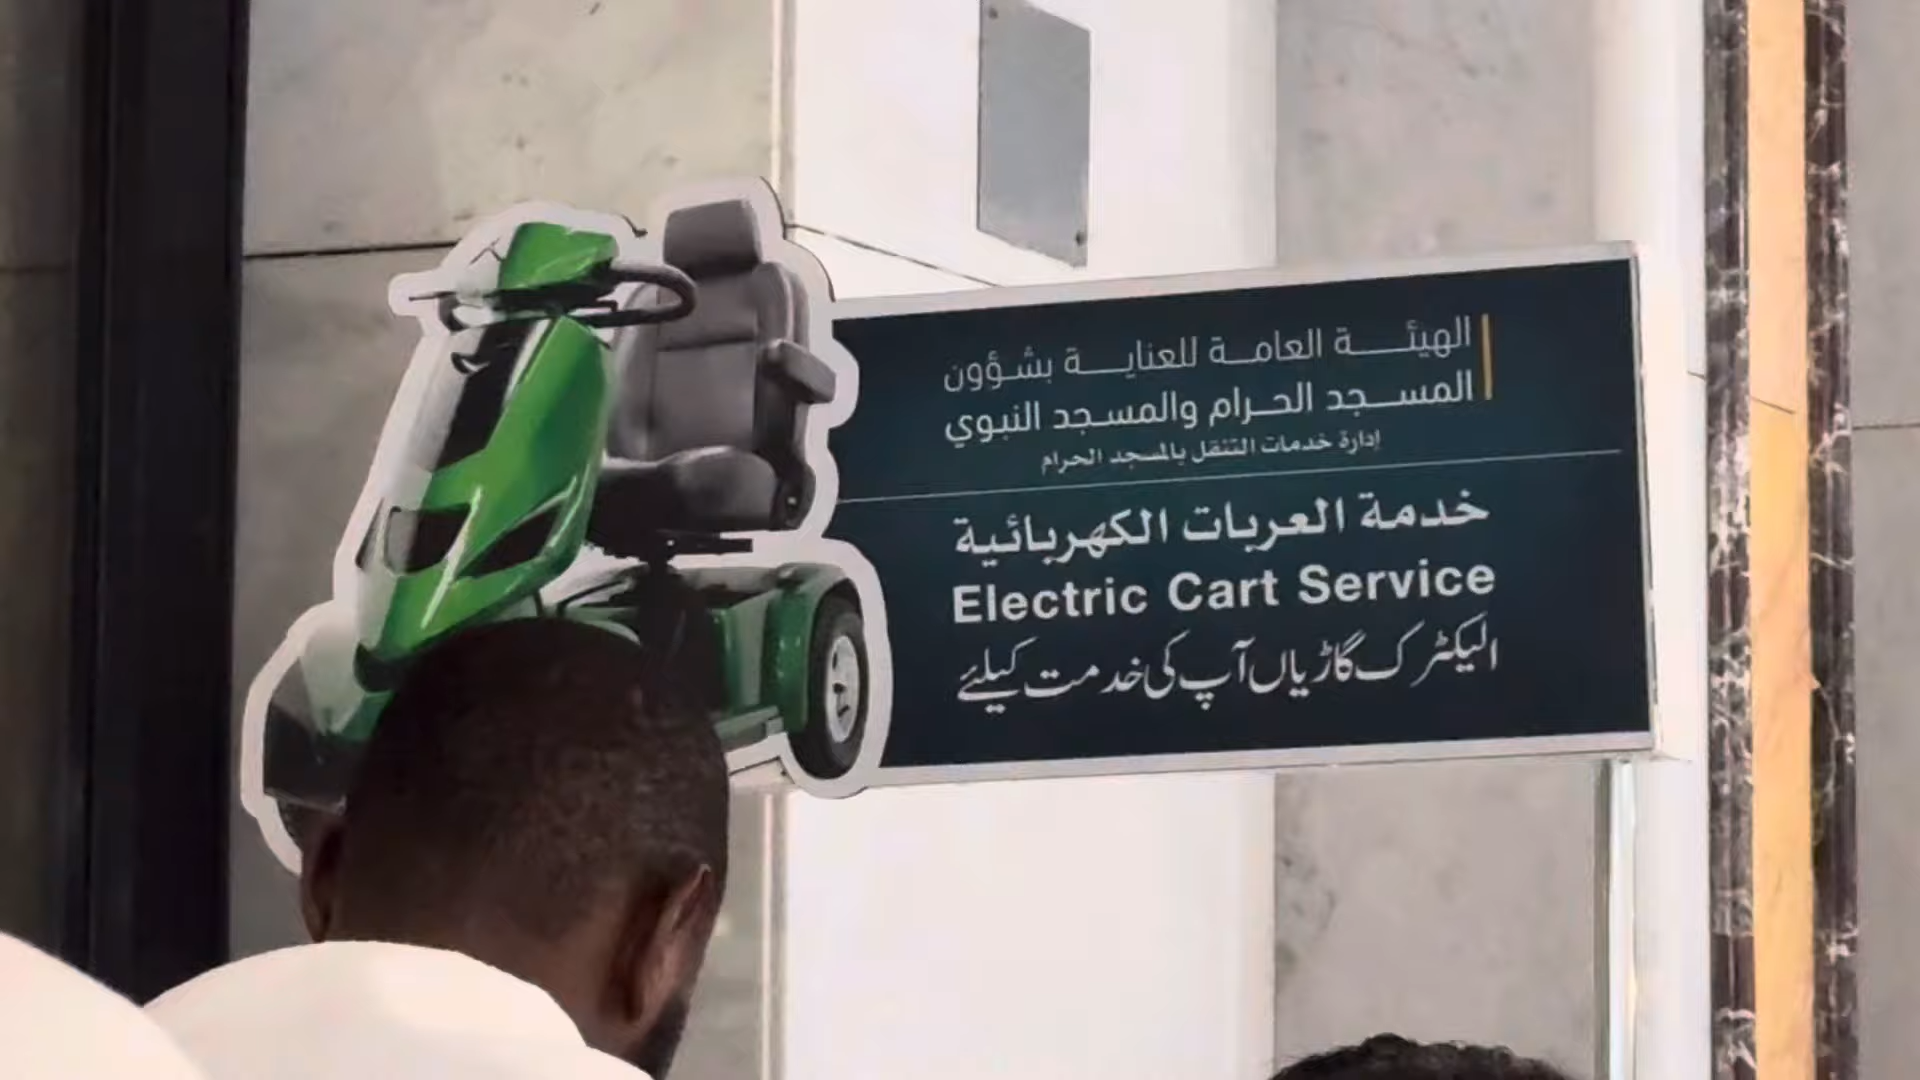 الهيئة العامة للعناية بشؤون
المسجد الحرام والمسجد النبوي
إدارة خدمات التنقل بالمسجد الحرام
خدمة العربات الكهربائية
Electric Cart Service
الیکٹرک گاڑیاں آپ کی خدمت کیلئے